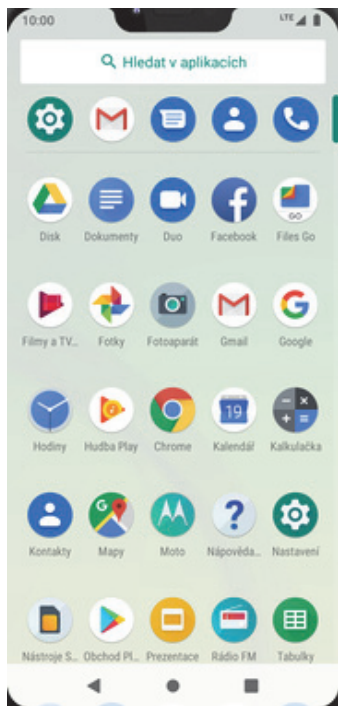 10:00 LTE
Hledat v aplikacích
Disk Dokumenty Duo Facebook Files Go
GO
Filmy a TV... Fotky Fotoaparát Gmail Google
19
Hodiny Hudba Play Chrome Kalendář Kalkulačka
Kontakty Mapy Moto Nápověda... Nastavení
Nástroje S... Obchod Pl... Prezentace Rádio FM Tabulky